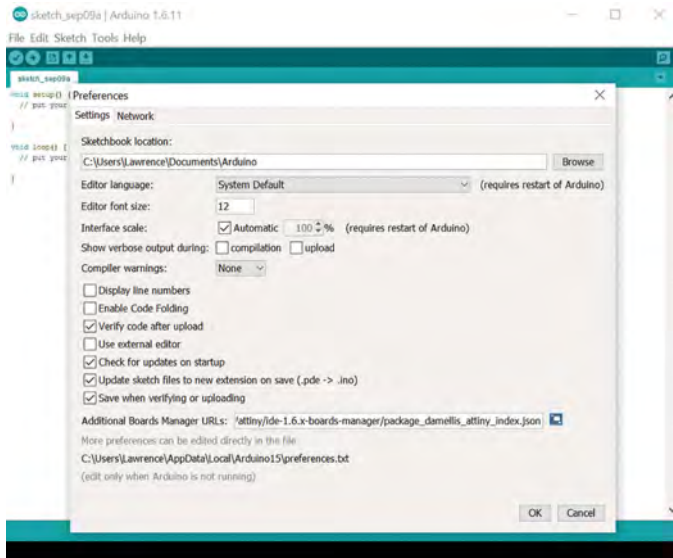 sketch_sep09a | Arduino 1.6.11
File Edit Sketch Tools Help
sketch_sep09a
void setup() {
// put your
}
void loop() {
// put your
}
Preferences
Settings Network
Sketchbook location:
C:\Users\Lawrence\Documents\Arduino Browse
Editor language: System Default (requires restart of Arduino)
Editor font size: 12
Interface scale: Automatic 100 % (requires restart of Arduino)
Show verbose output during: compilation upload
Compiler warnings: None
Display line numbers
Enable Code Folding
Verify code after upload
Use external editor
Check for updates on startup
Update sketch files to new extension on save (.pde -> .ino)
Save when verifying or uploading
Additional Boards Manager URLs: 'attiny/ide-1.6.x-boards-manager/package_damellis_attiny_index.json
More preferences can be edited directly in the file
C:\Users\Lawrence\AppData\Local\Arduino15\preferences.txt
(edit only when Arduino is not running)
OK Cancel